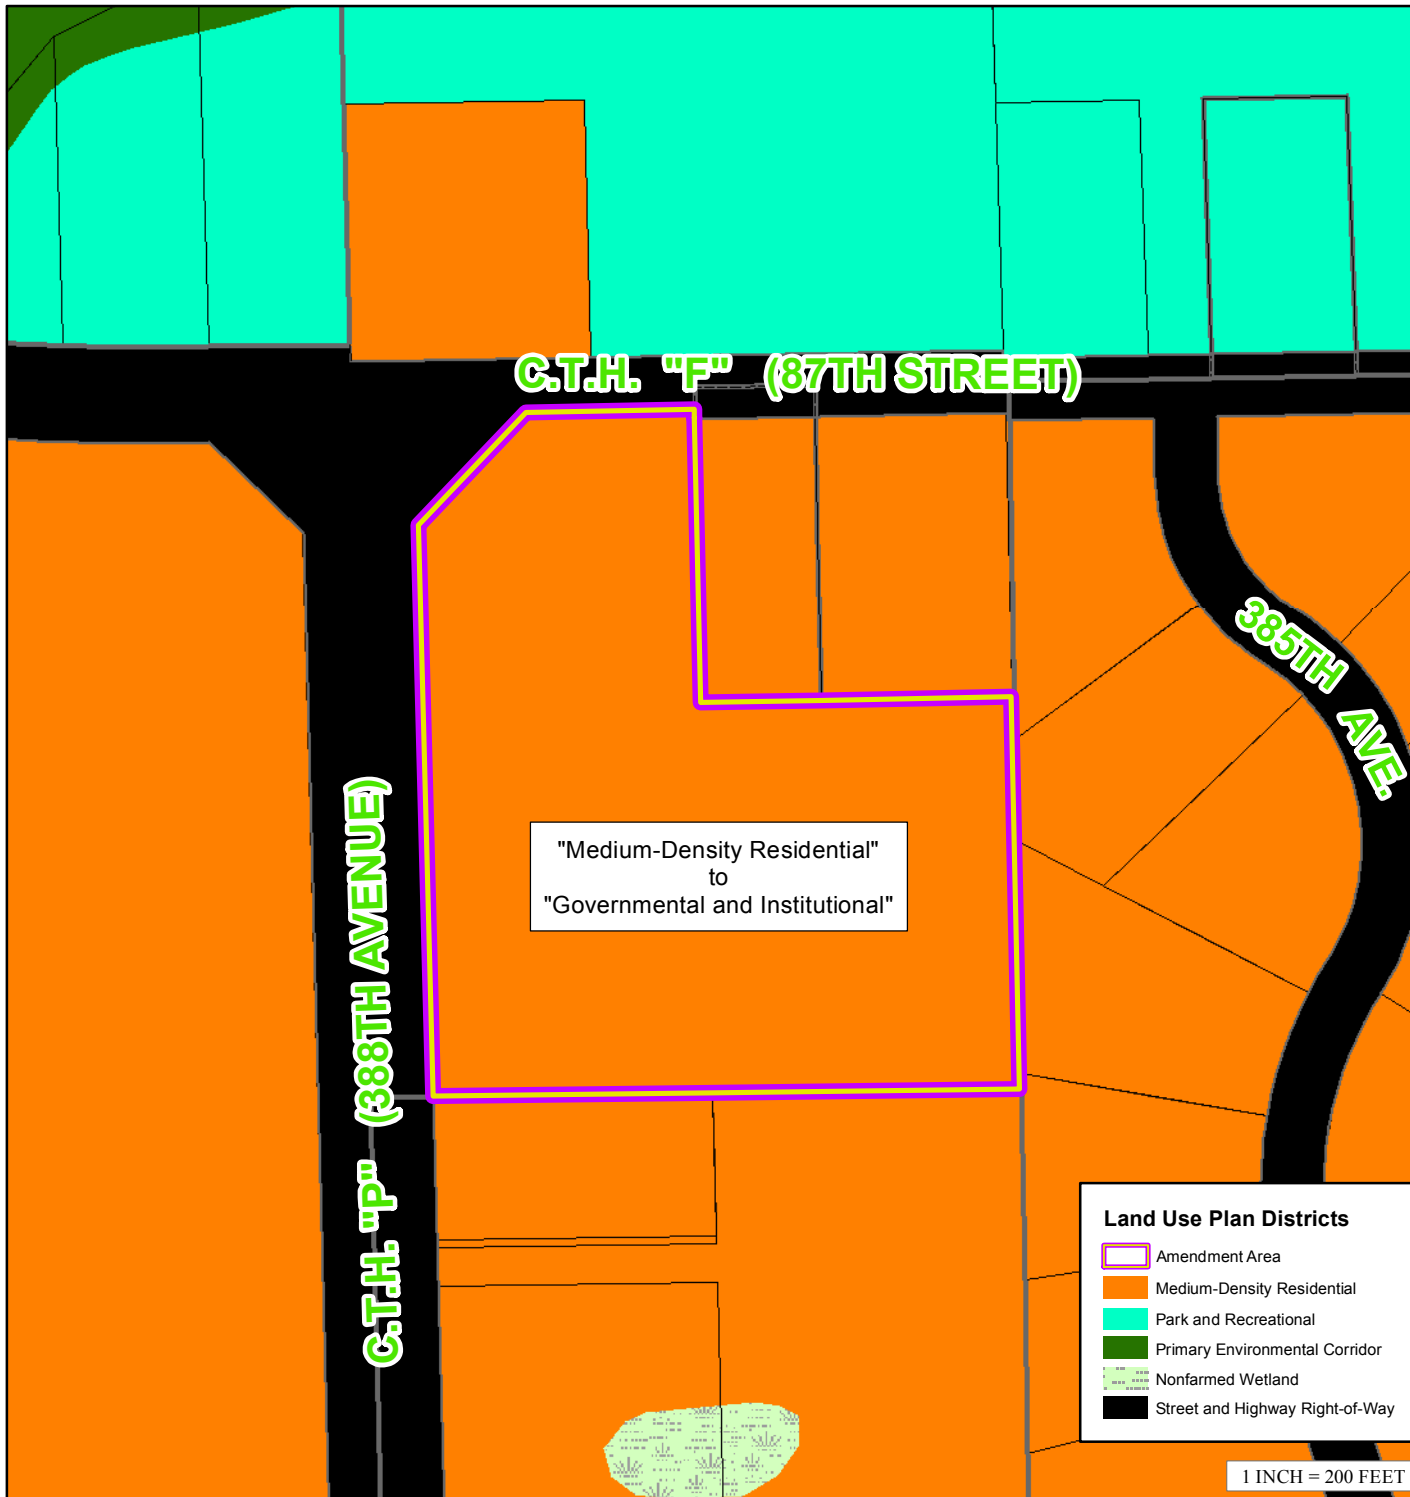 C.T.H. "F" (87TH STREET)
385TH AVE.
"Medium-Density Residential"
to
"Governmental and Institutional"
C.T.H. "P" (388TH AVENUE)
Land Use Plan Districts
Amendment Area
Medium-Density Residential
Park and Recreational
Primary Environmental Corridor
Nonfarmed Wetland
Street and Highway Right-of-Way
1 INCH = 200 FEET